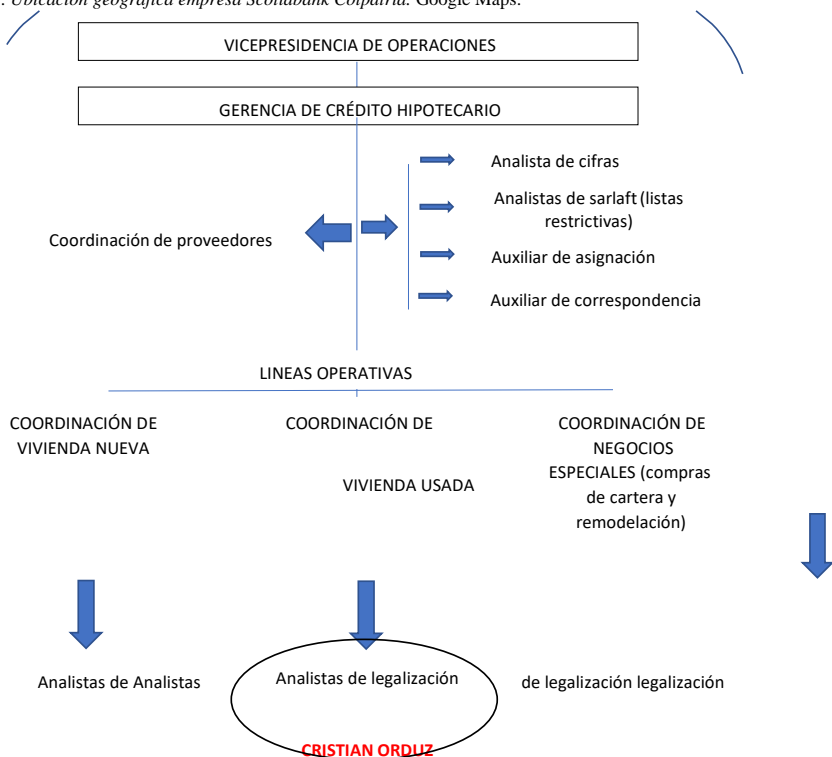 . Ubicación geográfica empresa Scotiabank Colpatria. Google Maps.
VICEPRESIDENCIA DE OPERACIONES
GERENCIA DE CRÉDITO HIPOTECARIO
Analista de cifras
Analistas de sarlaft (listas
restrictivas)
Coordinación de proveedores
Auxiliar de asignación
Auxiliar de correspondencia
LINEAS OPERATIVAS
COORDINACIÓN DE
VIVIENDA NUEVA
COORDINACIÓN DE
VIVIENDA USADA
COORDINACIÓN DE
NEGOCIOS
ESPECIALES (compras
de cartera y
remodelación)
Analistas de Analistas
Analistas de legalización
de legalización legalización
CRISTIAN ORDUZ